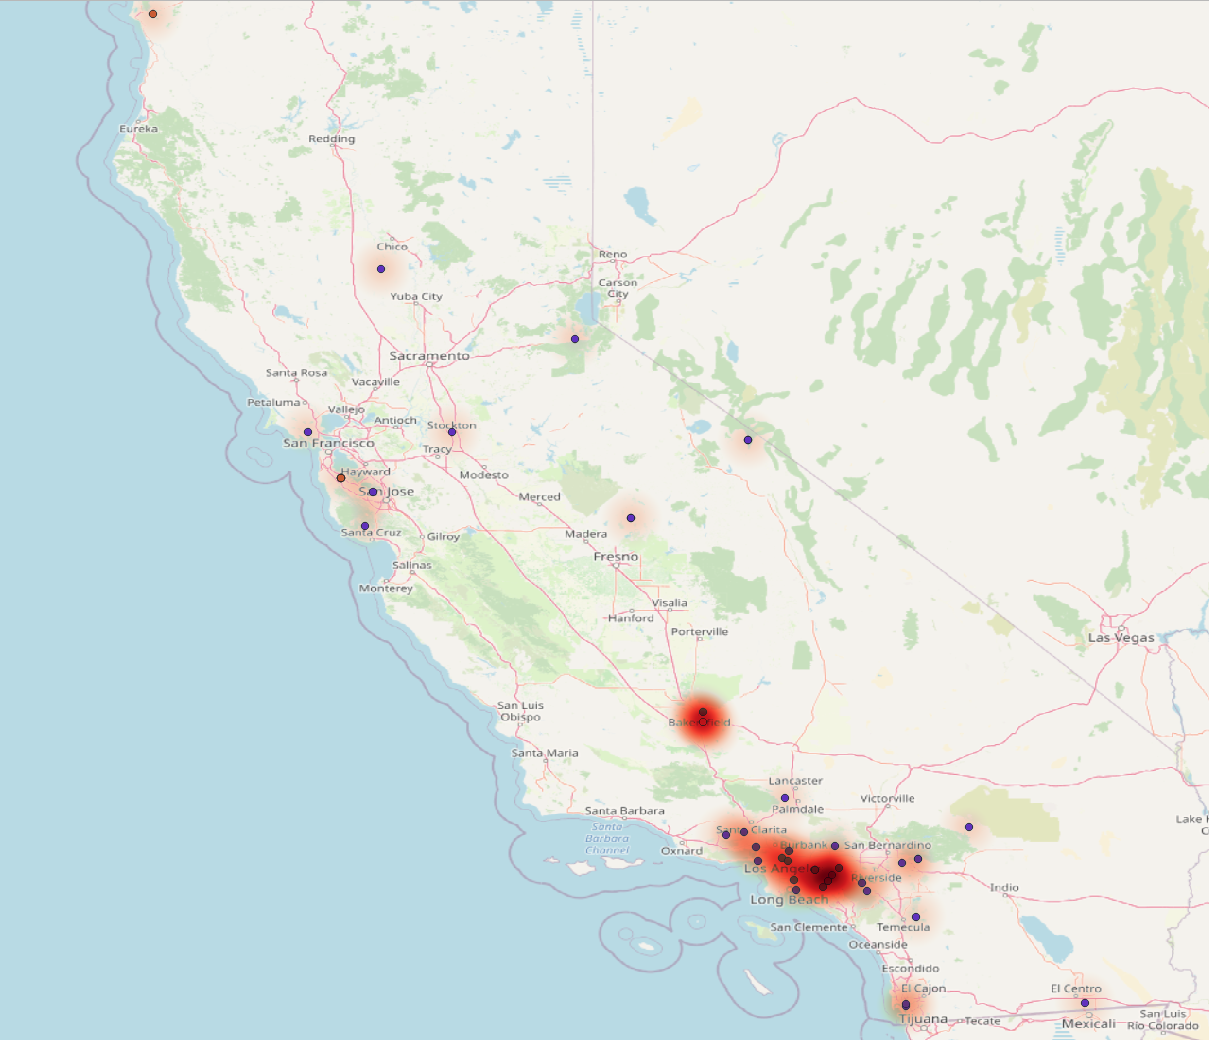 Eureka
Redding
Chico
Reno
Carson
City
Yuba City
Sacramento
Santa Rosa
Vacaville
Petaluma
Vallejo
Antioch
Stockton
San Francisco
Tracy
Hayward
Modesto
San Jose
Merced
Santa Cruz
Gilroy
Madera
Fresno
Salinas
Monterey
Visalia
Hanford
Porterville
Las Vegas
San Luis
Obispo
Bakersfield
Santa Maria
Lancaster
Palmdale
Victorville
Santa Barbara
Santa
Barbara
Channel
Lake
Santa Clarita
Oxnard
Burbank
San Bernardino
Los Angeles
Riverside
Indio
Long Beach
San Clemente
Temecula
Oceanside
Escondido
El Cajon
El Centro
Tijuana
Tecate
Mexicali
San Luis
Río Colorado